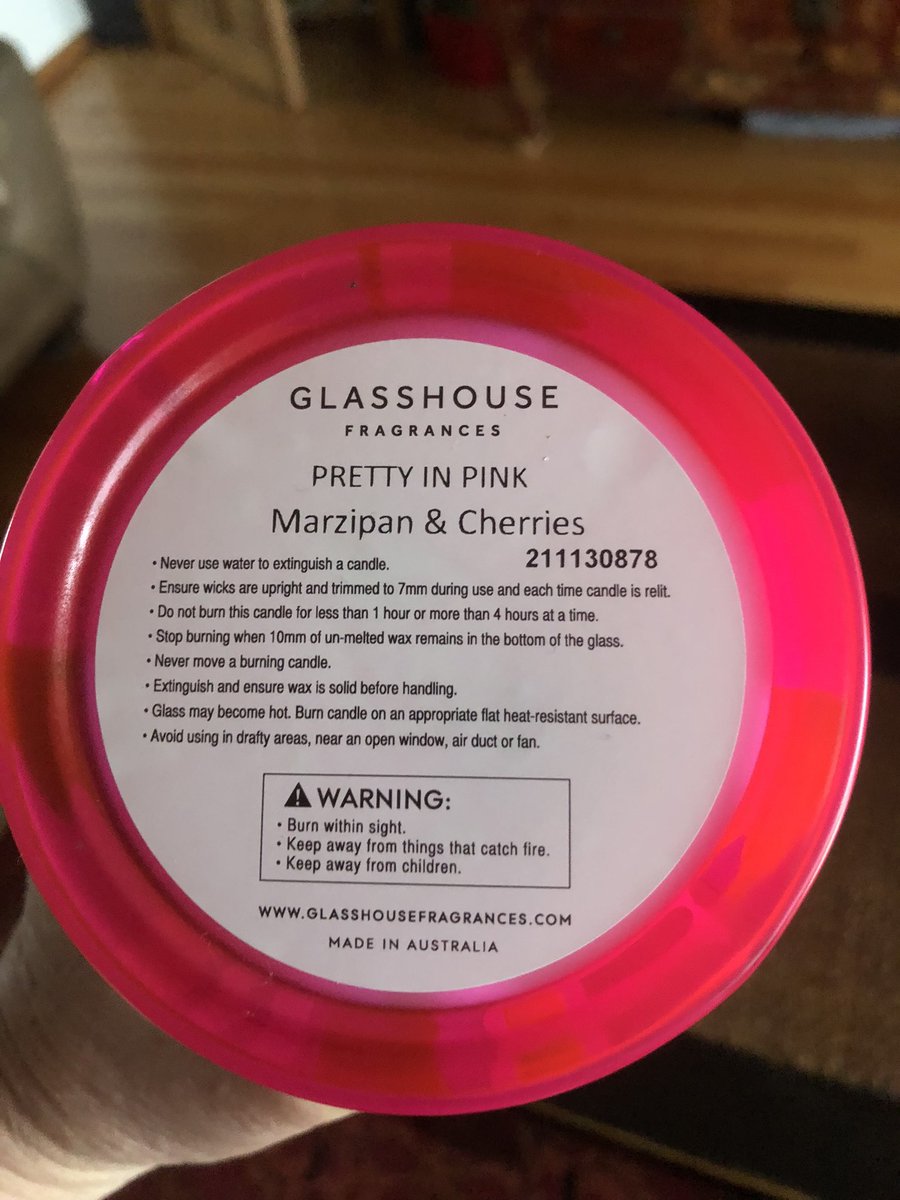 GLASSHOUSE
FRAGRANCES
PRETTY IN PINK
Marzipan & Cherries
211130878
• Never use water to extinguish a candle.
• Ensure wicks are upright and trimmed to 7mm during use and each time candle is relit.
• Do not burn this candle for less than 1 hour or more than 4 hours at a time.
• Stop burning when 10mm of un-melted wax remains in the bottom of the glass.
• Never move a burning candle.
• Extinguish and ensure wax is solid before handling.
• Glass may become hot. Burn candle on an appropriate flat heat-resistant surface.
• Avoid using in drafty areas, near an open window, air duct or fan.
WARNING:
• Burn within sight.
• Keep away from things that catch fire.
• Keep away from children.
WWW.GLASSHOUSEFRAGRANCES.COM
MADE IN AUSTRALIA